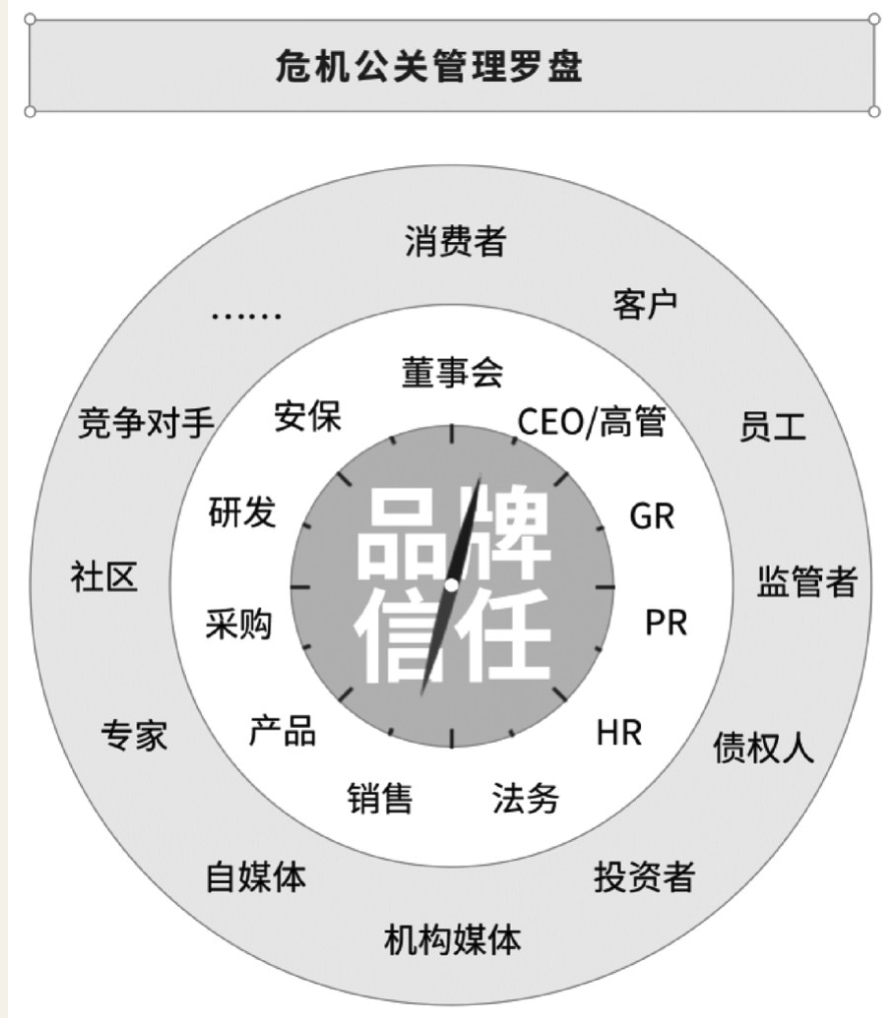 危机公关管理罗盘
消费者
客户
员工
监管者
债权人
投资者
机构媒体
自媒体
专家
社区
竞争对手
……
董事会
CEO/高管
GR
PR
HR
法务
销售
产品
采购
研发
安保
品牌
信任